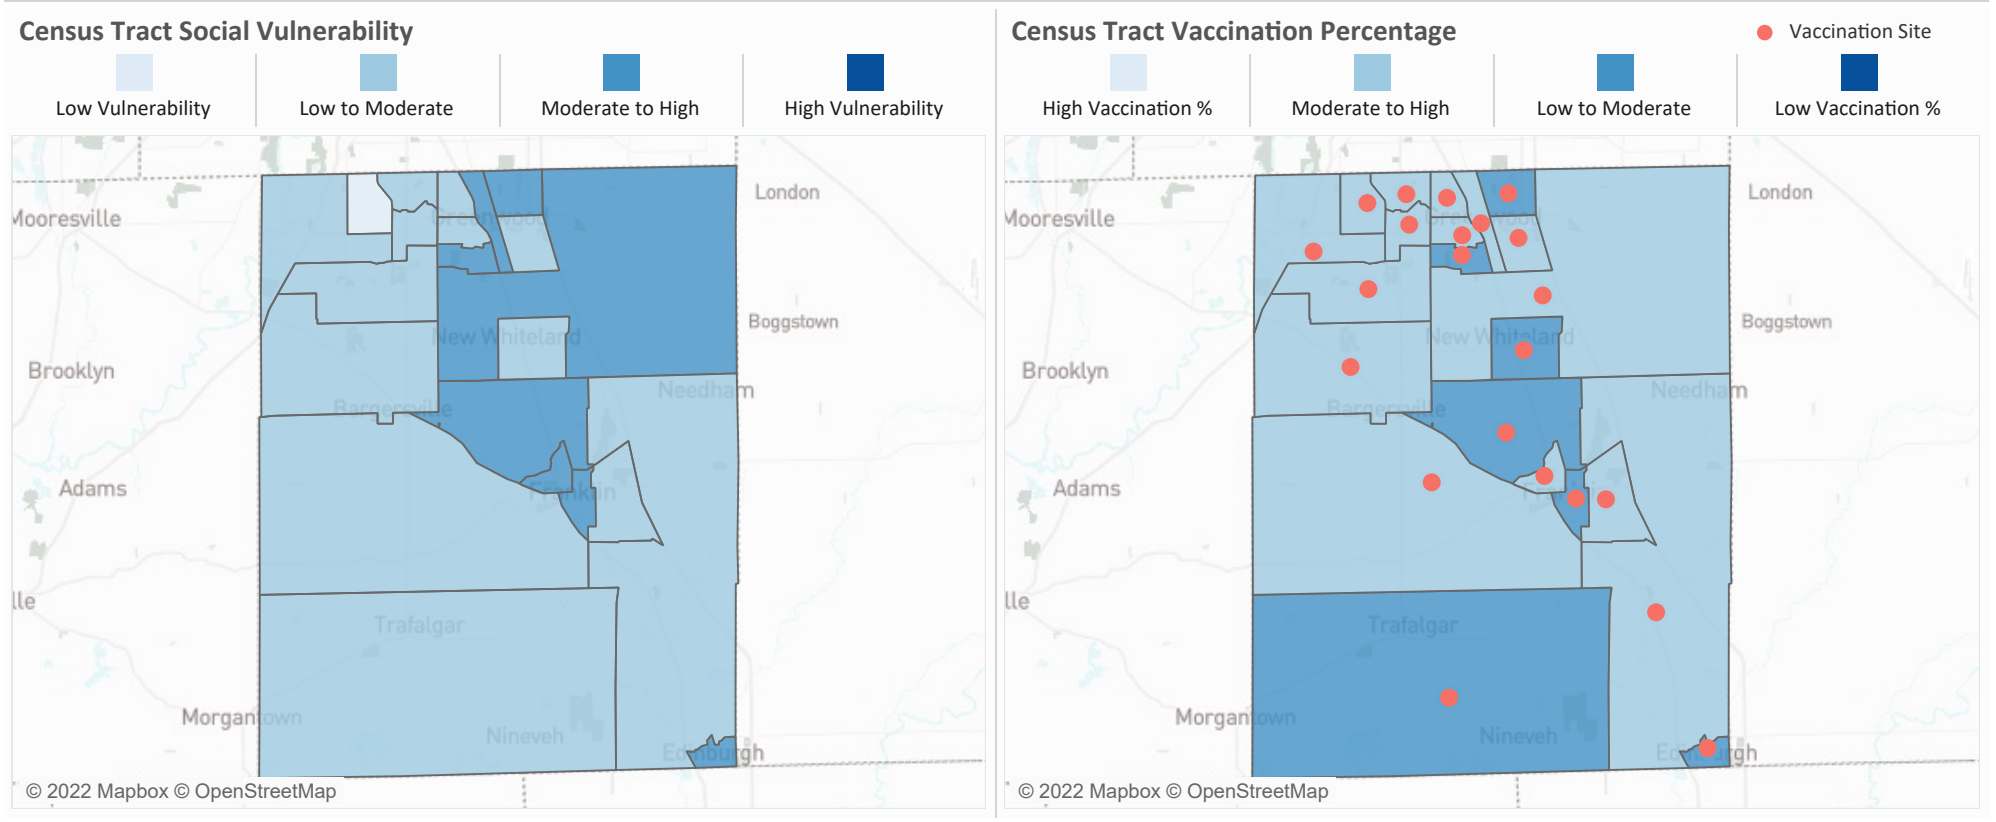 Census Tract Social Vulnerability
Low Vulnerability
Low to Moderate
Moderate to High
High Vulnerability
Mooresville
London
Greenwood
Boggstown
New Whiteland
Brooklyn
Needham
Bargersville
Adams
Franklin
lle
Trafalgar
Morgantown
Nineveh
Edinburgh
© 2022 Mapbox © OpenStreetMap
Census Tract Vaccination Percentage
Vaccination Site
High Vaccination %
Moderate to High
Low to Moderate
Low Vaccination %
Mooresville
London
Greenwood
Boggstown
New Whiteland
Brooklyn
Needham
Bargersville
Adams
Franklin
lle
Trafalgar
Morgantown
Nineveh
Edinburgh
© 2022 Mapbox © OpenStreetMap